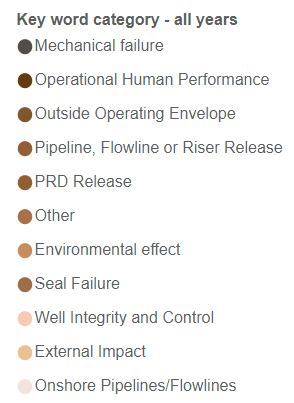 Key word category - all years
Mechanical failure
Operational Human Performance
Outside Operating Envelope
Pipeline, Flowline or Riser Release
PRD Release
Other
Environmental effect
Seal Failure
Well Integrity and Control
External Impact
Onshore Pipelines/Flowlines